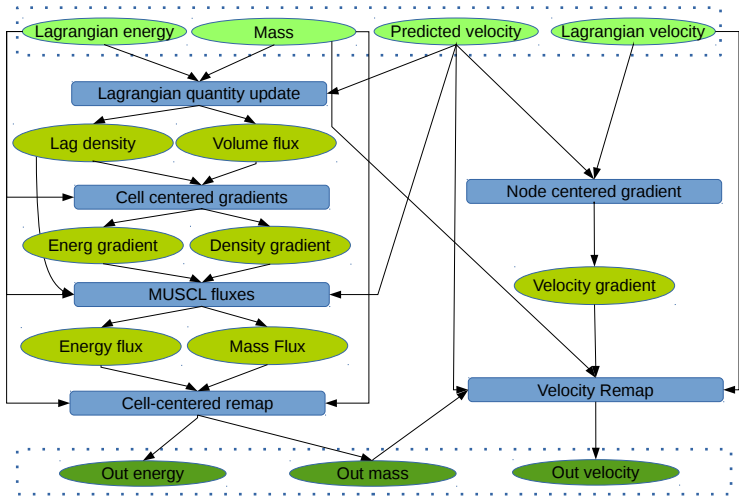 Lagrangian energy
Mass
Predicted velocity
Lagrangian velocity
Lagrangian quantity update
Lag density
Volume flux
Cell centered gradients
Node centered gradient
Energ gradient
Density gradient
Velocity gradient
MUSCL fluxes
Energy flux
Mass Flux
Velocity Remap
Cell-centered remap
Out energy
Out mass
Out velocity